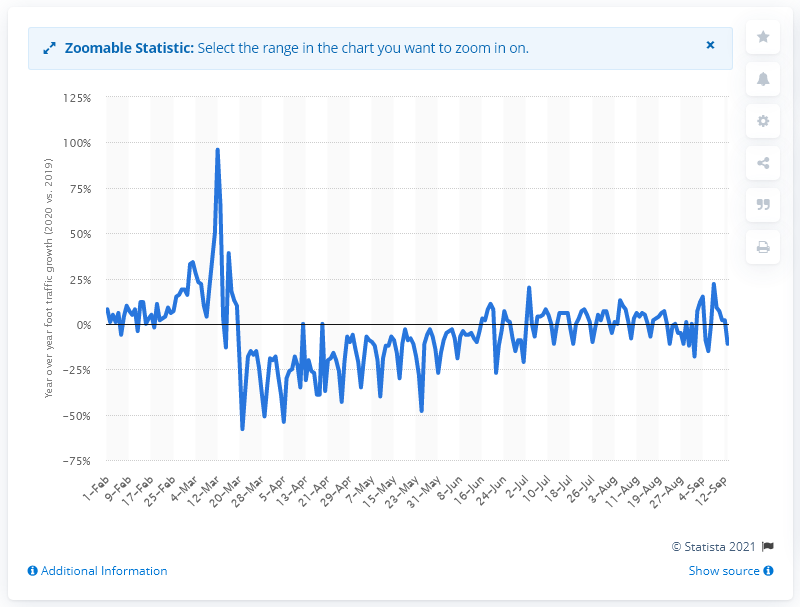 Zoomable Statistic: Select the range in the chart you want to zoom in on.
Year over year foot traffic growth (2020 vs. 2019)
125%
100%
75%
50%
25%
0%
−25%
−50%
−75%
1-Feb
9-Feb
17-Feb
25-Feb
4-Mar
12-Mar
20-Mar
28-Mar
5-Apr
13-Apr
21-Apr
29-Apr
7-May
15-May
23-May
31-May
8-Jun
16-Jun
24-Jun
2-Jul
10-Jul
18-Jul
26-Jul
3-Aug
11-Aug
19-Aug
27-Aug
4-Sep
12-Sep
© Statista 2021
Additional Information
Show source